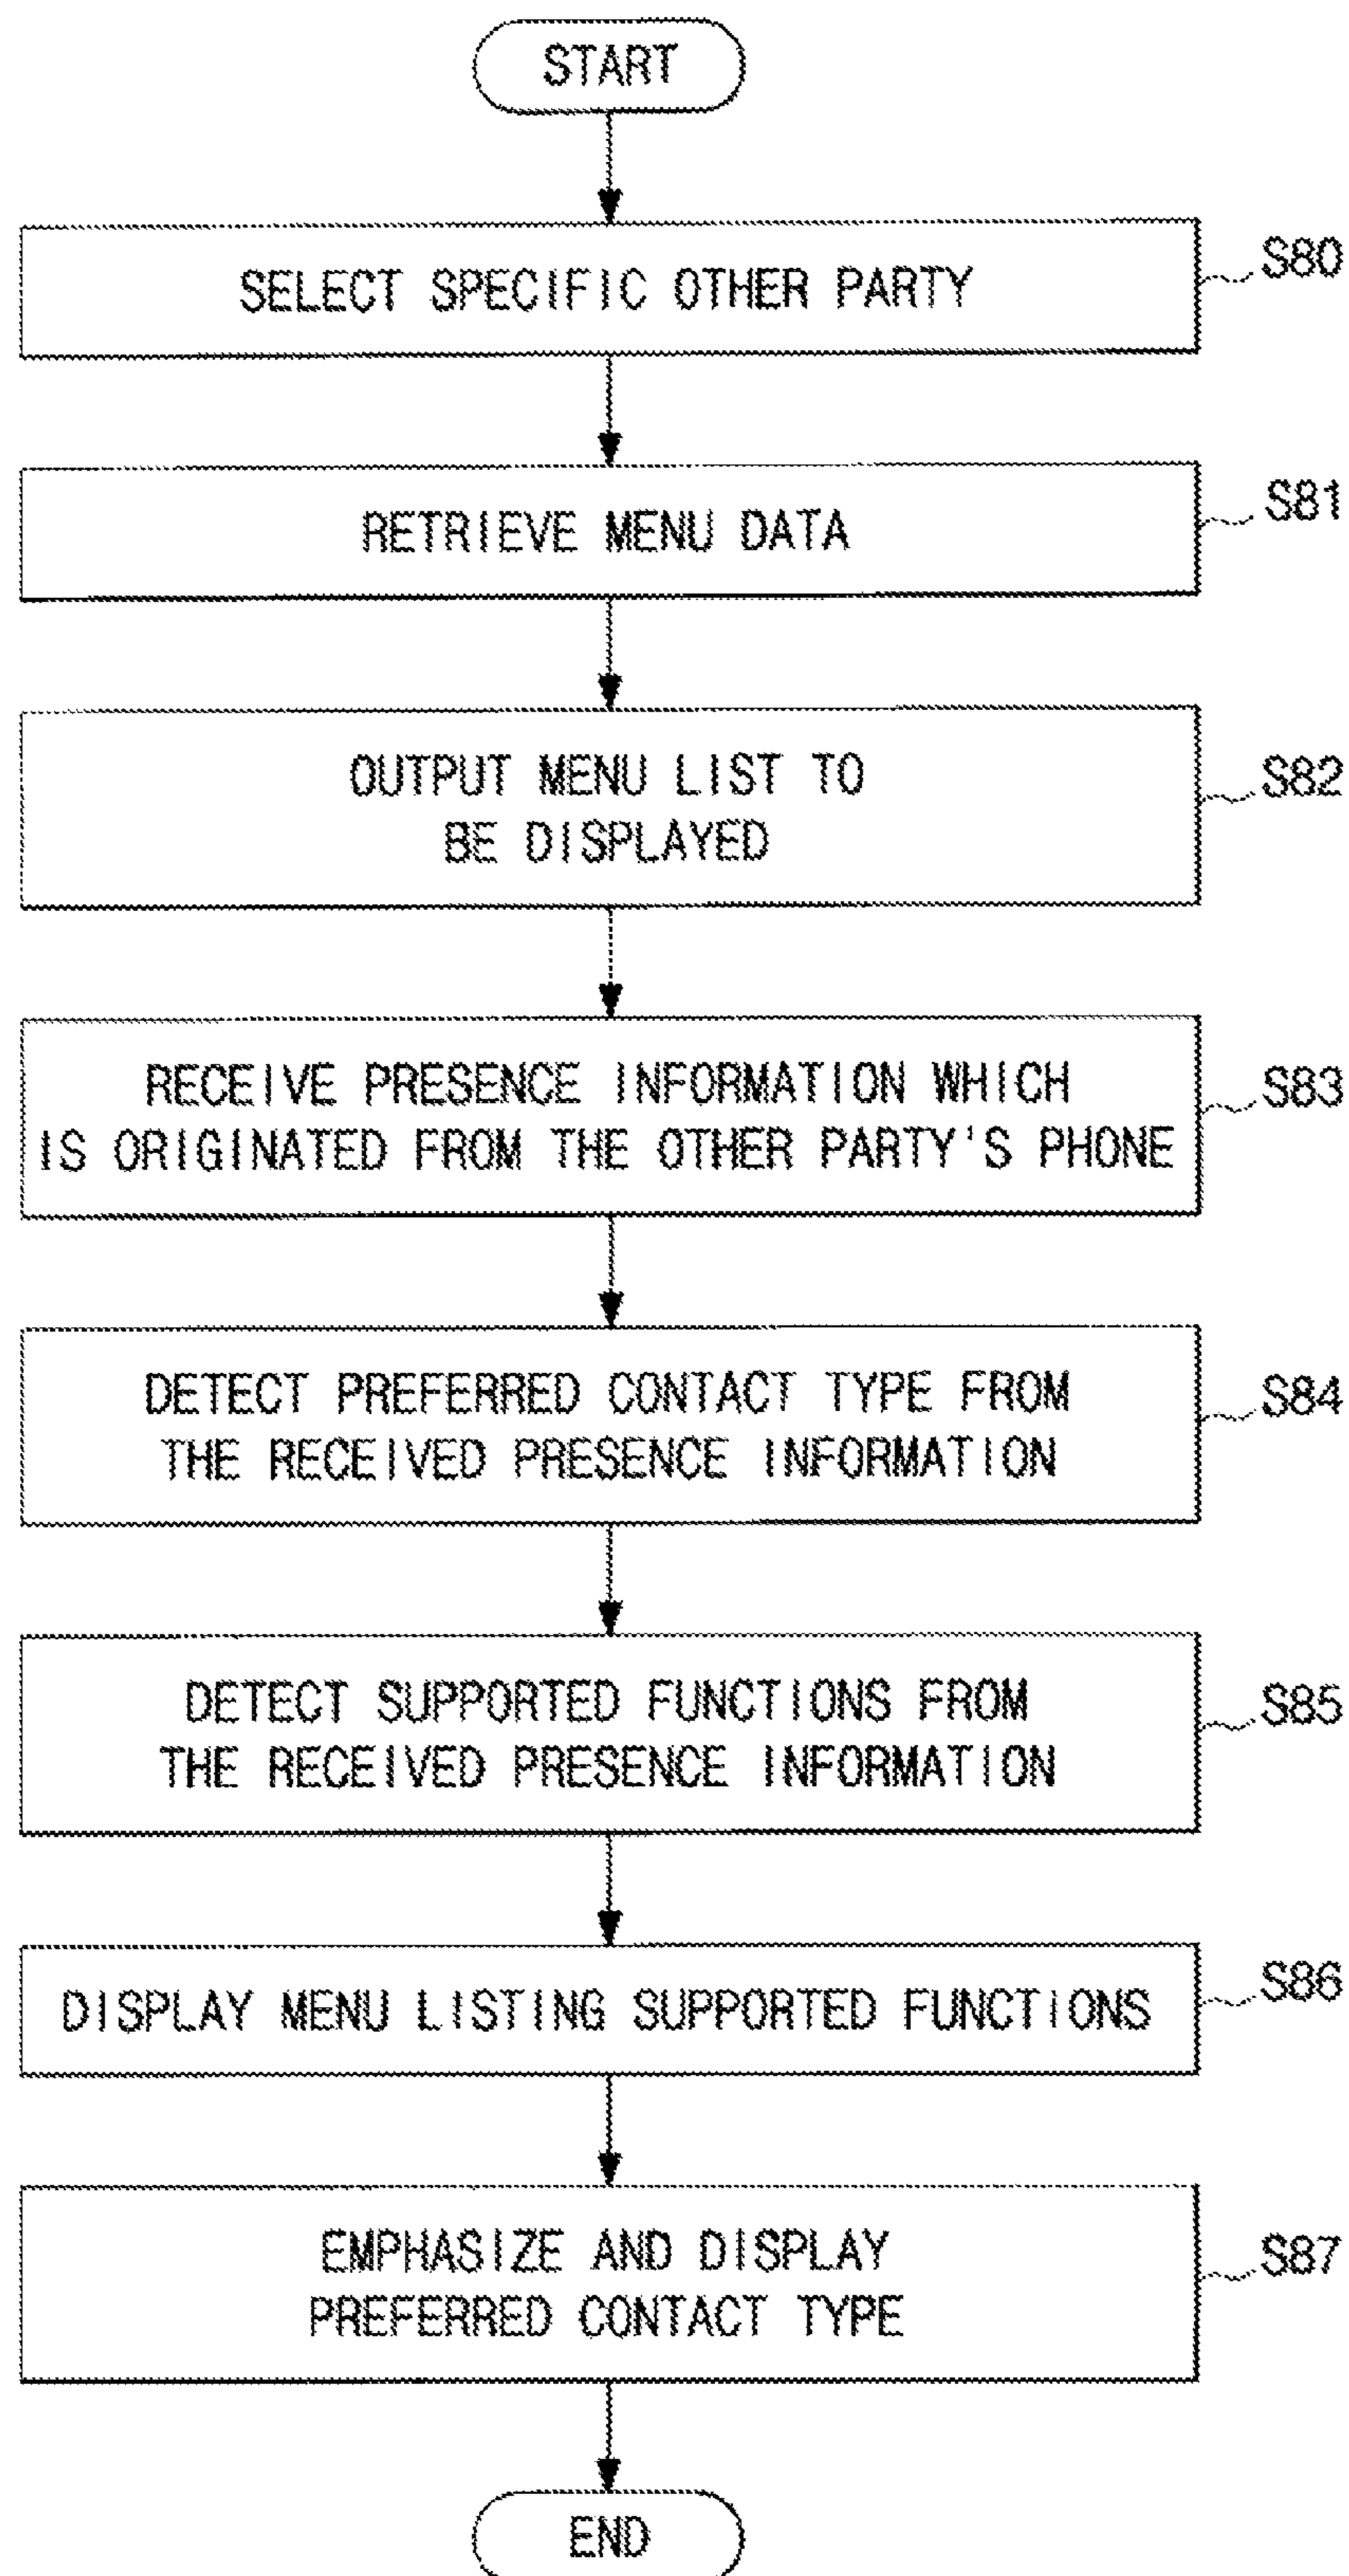 START
SELECT SPECIFIC OTHER PARTY
S80
RETRIEVE MENU DATA
S81
OUTPUT MENU LIST TO
BE DISPLAYED
S82
RECEIVE PRESENCE INFORMATION WHICH
IS ORIGINATED FROM THE OTHER PARTY'S PHONE
S83
DETECT PREFERRED CONTACT TYPE FROM
THE RECEIVED PRESENCE INFORMATION
S84
DETECT SUPPORTED FUNCTIONS FROM
THE RECEIVED PRESENCE INFORMATION
S85
DISPLAY MENU LISTING SUPPORTED FUNCTIONS
S86
EMPHASIZE AND DISPLAY
PREFERRED CONTACT TYPE
S87
END